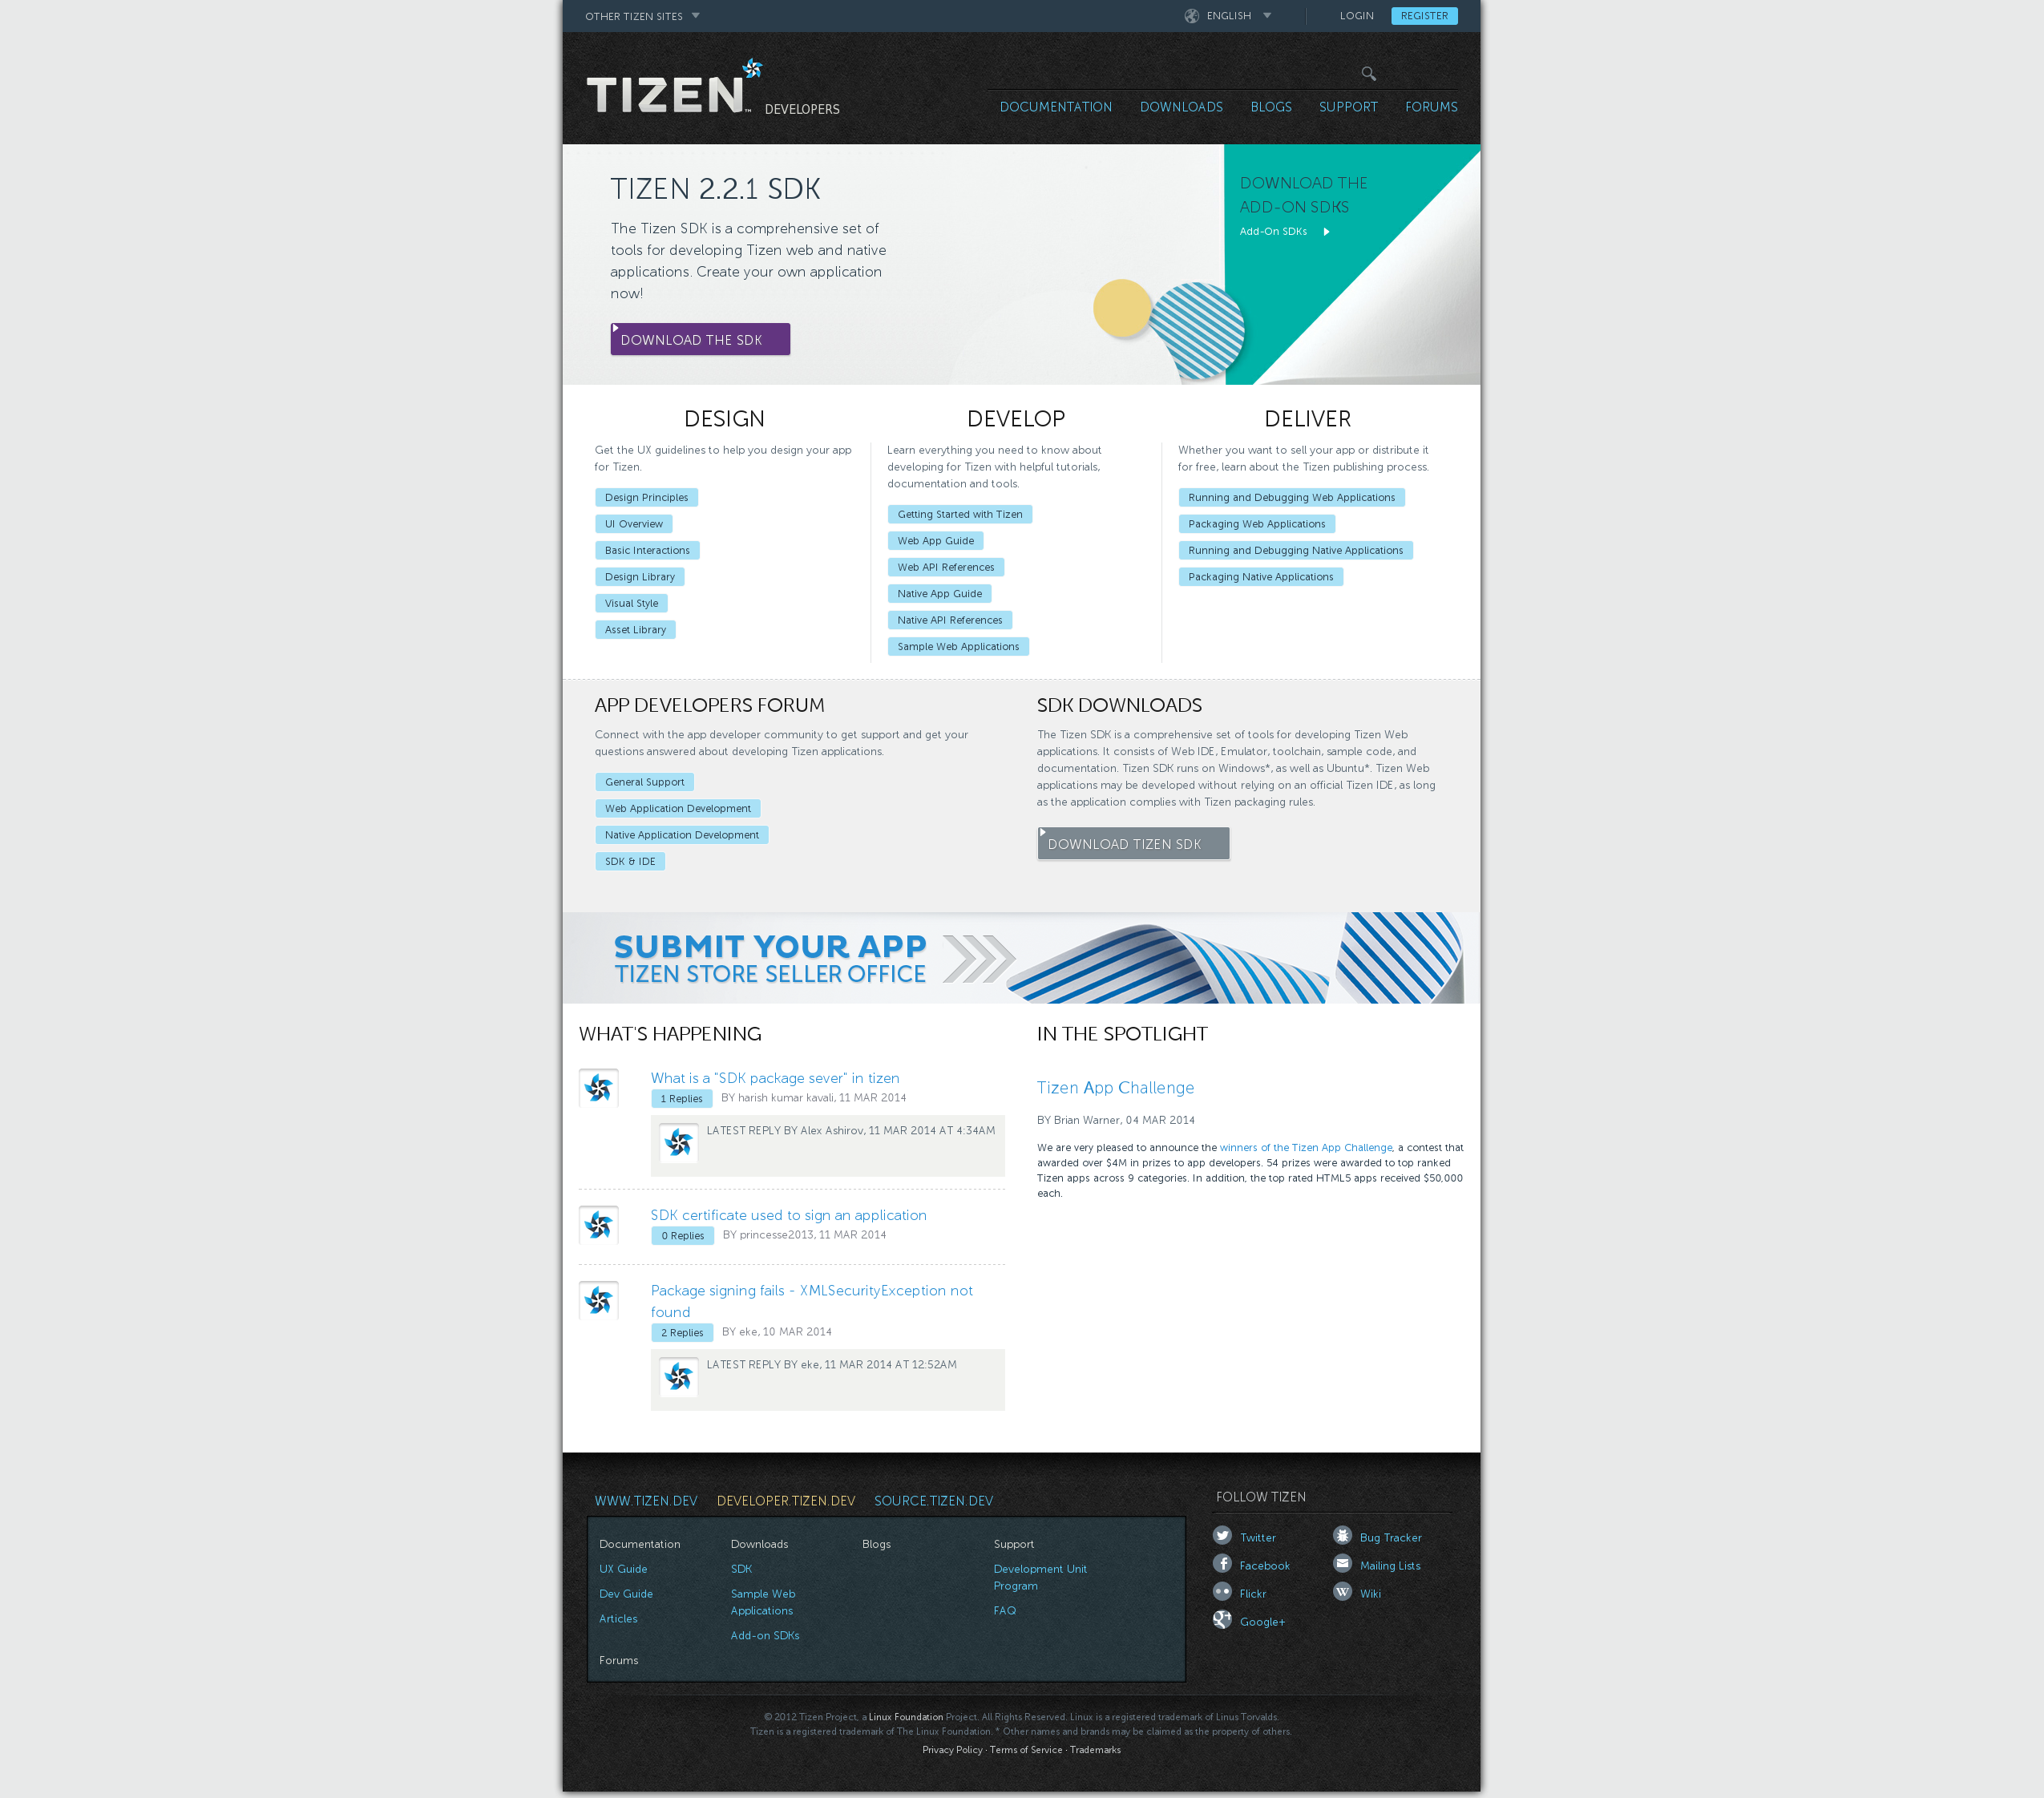 OTHER TIZEN SITES
ENGLISH
LOGIN
REGISTER
TIZEN™ DEVELOPERS
DOCUMENTATION
DOWNLOADS
BLOGS
SUPPORT
FORUMS
TIZEN 2.2.1 SDK
The Tizen SDK is a comprehensive set of
tools for developing Tizen web and native
applications. Create your own application
now!
DOWNLOAD THE SDK
DOWNLOAD THE
ADD-ON SDKS
Add-On SDKs
DESIGN
Get the UX guidelines to help you design your app
for Tizen.
Design Principles
UI Overview
Basic Interactions
Design Library
Visual Style
Asset Library
DEVELOP
Learn everything you need to know about
developing for Tizen with helpful tutorials,
documentation and tools.
Getting Started with Tizen
Web App Guide
Web API References
Native App Guide
Native API References
Sample Web Applications
DELIVER
Whether you want to sell your app or distribute it
for free, learn about the Tizen publishing process.
Running and Debugging Web Applications
Packaging Web Applications
Running and Debugging Native Applications
Packaging Native Applications
APP DEVELOPERS FORUM
Connect with the app developer community to get support and get your
questions answered about developing Tizen applications.
General Support
Web Application Development
Native Application Development
SDK & IDE
SDK DOWNLOADS
The Tizen SDK is a comprehensive set of tools for developing Tizen Web
applications. It consists of Web IDE, Emulator, toolchain, sample code, and
documentation. Tizen SDK runs on Windows*, as well as Ubuntu*. Tizen Web
applications may be developed without relying on an official Tizen IDE, as long
as the application complies with Tizen packaging rules.
DOWNLOAD TIZEN SDK
SUBMIT YOUR APP
TIZEN STORE SELLER OFFICE
WHAT'S HAPPENING
What is a "SDK package sever" in tizen
1 Replies BY harish kumar kavali, 11 MAR 2014
LATEST REPLY BY Alex Ashirov, 11 MAR 2014 AT 4:34AM
SDK certificate used to sign an application
0 Replies BY princesse2013, 11 MAR 2014
Package signing fails - XMLSecurityException not
found
2 Replies BY eke, 10 MAR 2014
LATEST REPLY BY eke, 11 MAR 2014 AT 12:52AM
IN THE SPOTLIGHT
Tizen App Challenge
BY Brian Warner, 04 MAR 2014
We are very pleased to announce the winners of the Tizen App Challenge, a contest that
awarded over $4M in prizes to app developers. 54 prizes were awarded to top ranked
Tizen apps across 9 categories. In addition, the top rated HTML5 apps received $50,000
each.
WWW.TIZEN.DEV
DEVELOPER.TIZEN.DEV
SOURCE.TIZEN.DEV
Documentation
UX Guide
Dev Guide
Articles
Forums
Downloads
SDK
Sample Web
Applications
Add-on SDKs
Blogs
Support
Development Unit
Program
FAQ
FOLLOW TIZEN
Twitter
Facebook
Flickr
Google+
Bug Tracker
Mailing Lists
Wiki
© 2012 Tizen Project, a Linux Foundation Project. All Rights Reserved. Linux is a registered trademark of Linus Torvalds.
Tizen is a registered trademark of The Linux Foundation. * Other names and brands may be claimed as the property of others.
Privacy Policy · Terms of Service · Trademarks